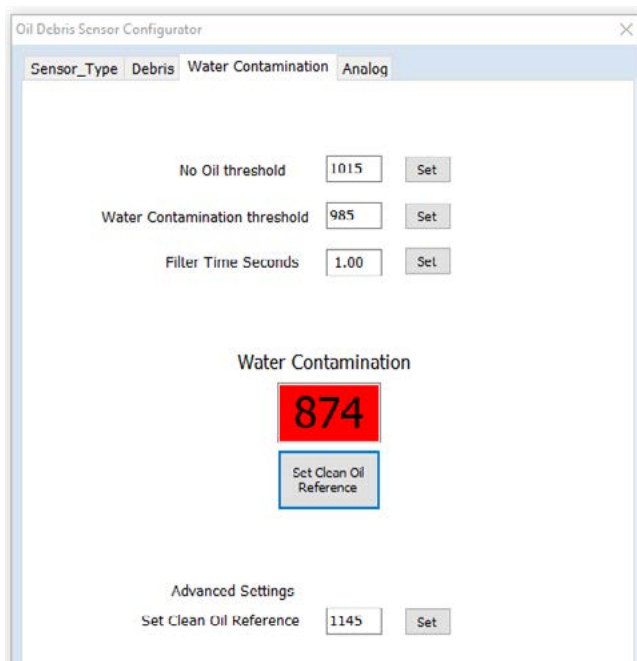 Oil Debris Sensor Configurator
Sensor_Type Debris Water Contamination Analog
No Oil threshold 1015 Set
Water Contamination threshold 985 Set
Filter Time Seconds 1.00 Set
Water Contamination
874
Set Clean Oil
Reference
Advanced Settings
Set Clean Oil Reference 1145 Set